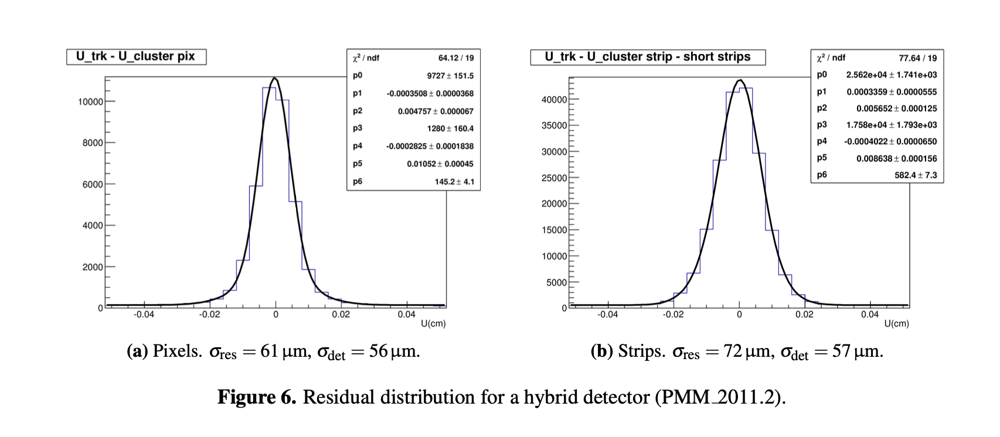 U_trk - U_cluster pix
χ² / ndf 64.12 / 19
p0 9727 ± 151.5
p1 -0.0003508 ± 0.0000368
p2 0.004757 ± 0.000067
p3 1280 ± 160.4
p4 -0.0002825 ± 0.0001838
p5 0.01052 ± 0.00045
p6 145.2 ± 4.1
10000
8000
6000
4000
2000
0
-0.04 -0.02 0 0.02 0.04
U(cm)
(a) Pixels. σres = 61 μm, σdet = 56 μm.
U_trk - U_cluster strip - short strips
χ² / ndf 77.64 / 19
p0 2.562e+04 ± 1.741e+03
p1 0.0003359 ± 0.0000555
p2 0.005652 ± 0.000125
p3 1.758e+04 ± 1.793e+03
p4 -0.0004022 ± 0.0000650
p5 0.008638 ± 0.000156
p6 582.4 ± 7.3
40000
35000
30000
25000
20000
15000
10000
5000
0
-0.04 -0.02 0 0.02 0.04
U(cm)
(b) Strips. σres = 72 μm, σdet = 57 μm.
Figure 6. Residual distribution for a hybrid detector (PMM_2011.2).